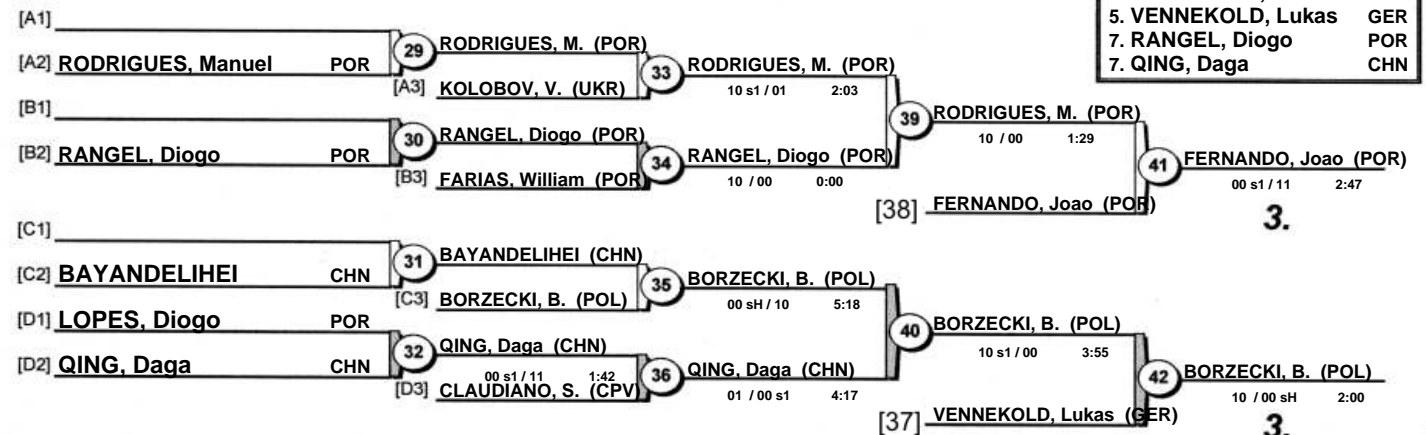 5. VENNEKOLD, Lukas GER
7. RANGEL, Diogo POR
7. QING, Daga CHN
[A1]
[A2] RODRIGUES, Manuel POR
29
RODRIGUES, M. (POR)
[A3] KOLOBOV, V. (UKR)
33
RODRIGUES, M. (POR)
10 s1 / 01 2:03
[B1]
[B2] RANGEL, Diogo POR
30
RANGEL, Diogo (POR)
[B3] FARIAS, William (POR
34
RANGEL, Diogo (POR)
10 / 00 0:00
39
RODRIGUES, M. (POR)
10 / 00 1:29
[38] FERNANDO, Joao (POR)
41
FERNANDO, Joao (POR)
00 s1 / 11 2:47
3.
[C1]
[C2] BAYANDELIHEI CHN
31
BAYANDELIHEI (CHN)
[C3] BORZECKI, B. (POL)
35
BORZECKI, B. (POL)
00 sH / 10 5:18
[D1] LOPES, Diogo POR
[D2] QING, Daga CHN
32
QING, Daga (CHN)
00 s1 / 11 1:42
[D3] CLAUDIANO, S. (CPV)
36
QING, Daga (CHN)
01 / 00 s1 4:17
40
BORZECKI, B. (POL)
10 s1 / 00 3:55
[37] VENNEKOLD, Lukas (GER)
42
BORZECKI, B. (POL)
10 / 00 sH 2:00
3.